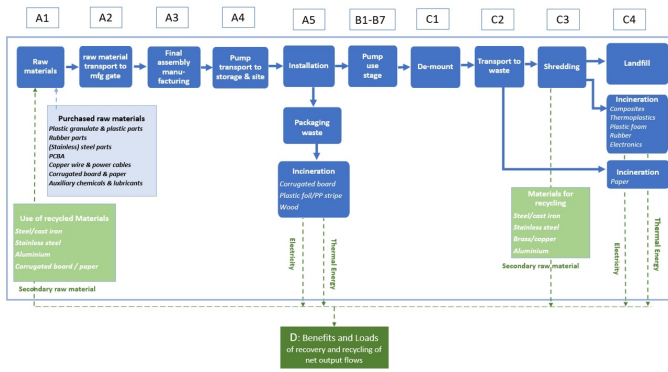 A1
A2
A3
A4
A5
B1-B7
C1
C2
C3
C4
Raw
materials
raw material
transport to
mfg gate
Final
assembly
manu-
facturing
Pump
transport to
storage & site
Installation
Pump
use
stage
De-mount
Transport to
waste
Shredding
Landfill
Purchased raw materials
Plastic granulate & plastic parts
Rubber parts
(Stainless) steel parts
PCBA
Copper wire & power cables
Corrugated board & paper
Auxiliary chemicals & lubricants
Packaging
waste
Incineration
Corrugated board
Plastic foil/PP stripe
Wood
Incineration
Composites
Thermoplastics
Plastic foam
Rubber
Electronics
Incineration
Paper
Use of recycled Materials
Steel/cast iron
Stainless steel
Aluminium
Corrugated board / paper
Secondary raw material
Materials for
recycling
Steel/cast iron
Stainless steel
Brass/copper
Aluminium
Secondary raw material
Electricity
Thermal Energy
Electricity
Thermal Energy
D: Benefits and Loads
of recovery and recycling of
net output flows